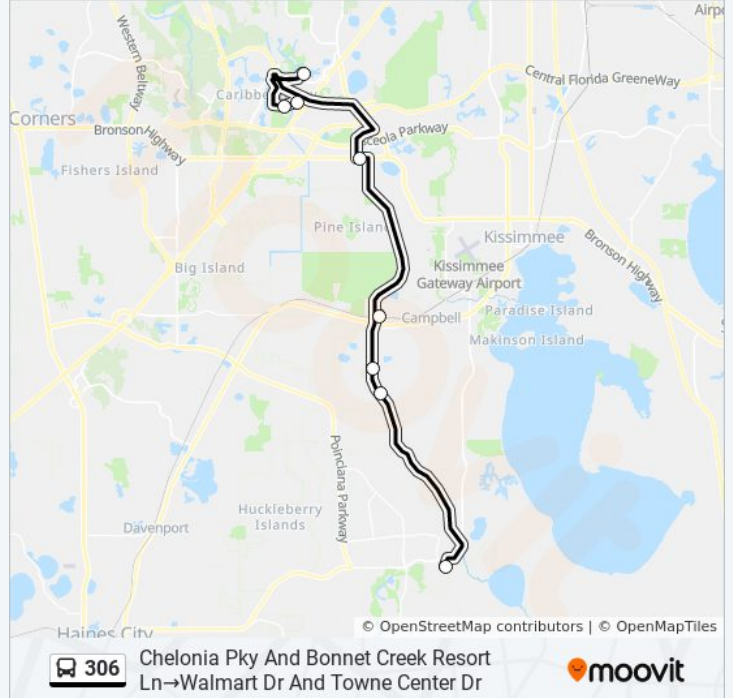 Airpo
Western Beltway
Central Florida GreeneWay
Caribbe
Corners
Bronson Highway
sceola Parkway
Fishers Island
Pine Island
Kissimmee
Bronson Highway
Big Island
Kissimmee
Gateway Airport
Paradise Island
Campbell
Makinson Island
Poinciana Parkway
Huckleberry
Islands
Davenport
© OpenStreetMap contributors | © OpenMapTiles
Haines City
306
Chelonia Pky And Bonnet Creek Resort
Ln→Walmart Dr And Towne Center Dr
moovit